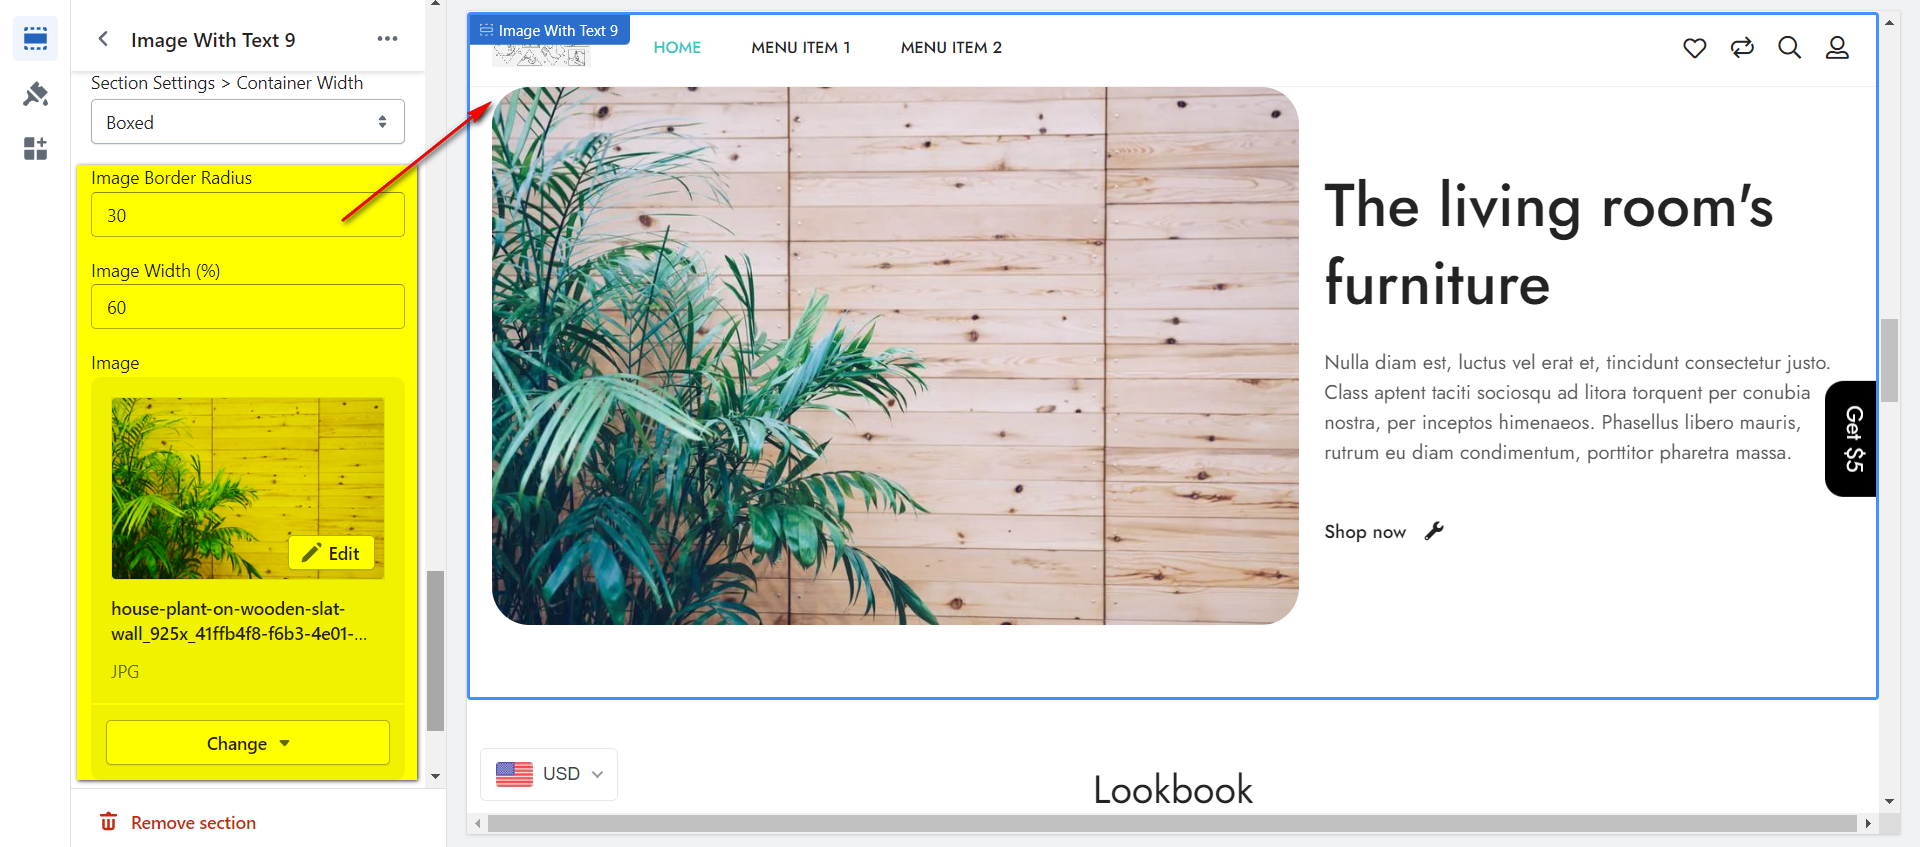 Image With Text 9
Section Settings > Container Width
Boxed
Image Border Radius
30
Image Width (%)
60
Image
Edit
house-plant-on-wooden-slat-
wall_925x_41ffb4f8-f6b3-4e01-...
JPG
Change
Remove section
Image With Text 9
HOME
MENU ITEM 1
MENU ITEM 2
The living room's
furniture
Nulla diam est, luctus vel erat et, tincidunt consectetur justo.
Class aptent taciti sociosqu ad litora torquent per conubia
nostra, per inceptos himenaeos. Phasellus libero mauris,
rutrum eu diam condimentum, porttitor pharetra massa.
Shop now
Get $5
USD
Lookbook